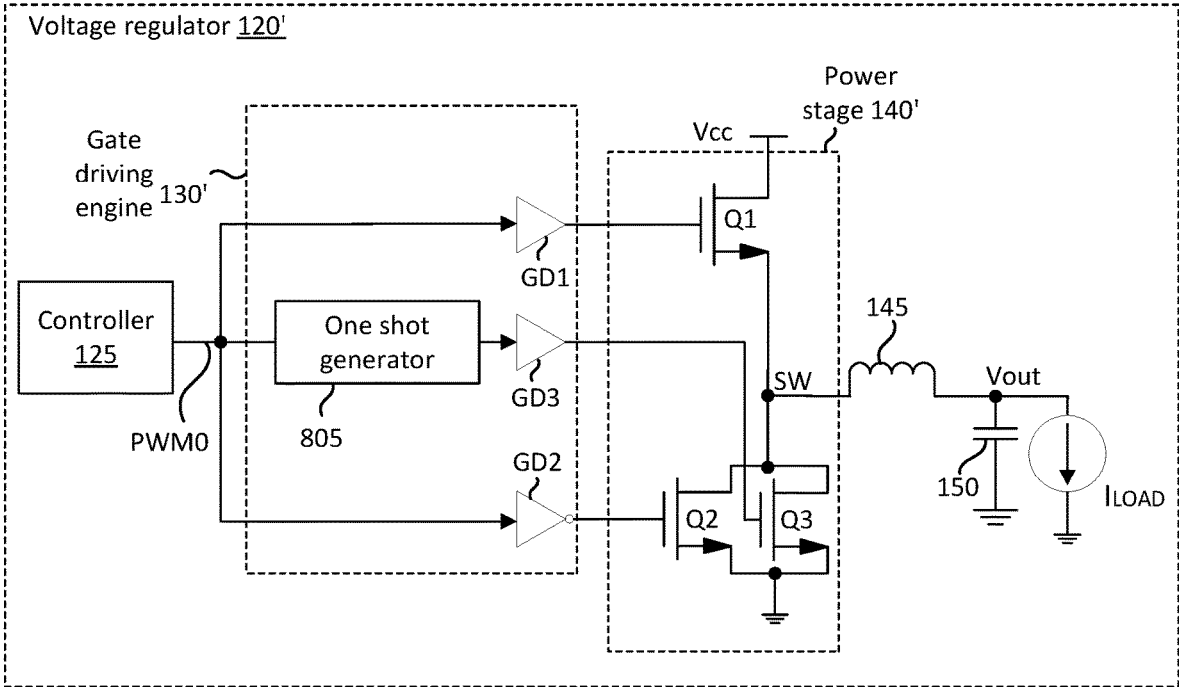 Voltage regulator 120'
Power
stage 140'
Vcc
Gate
driving
engine 130'
Q1
GD1
Controller
125
One shot
generator
145
SW
Vout
GD3
PWM0
805
GD2
150
Q2
Q3
ILOAD